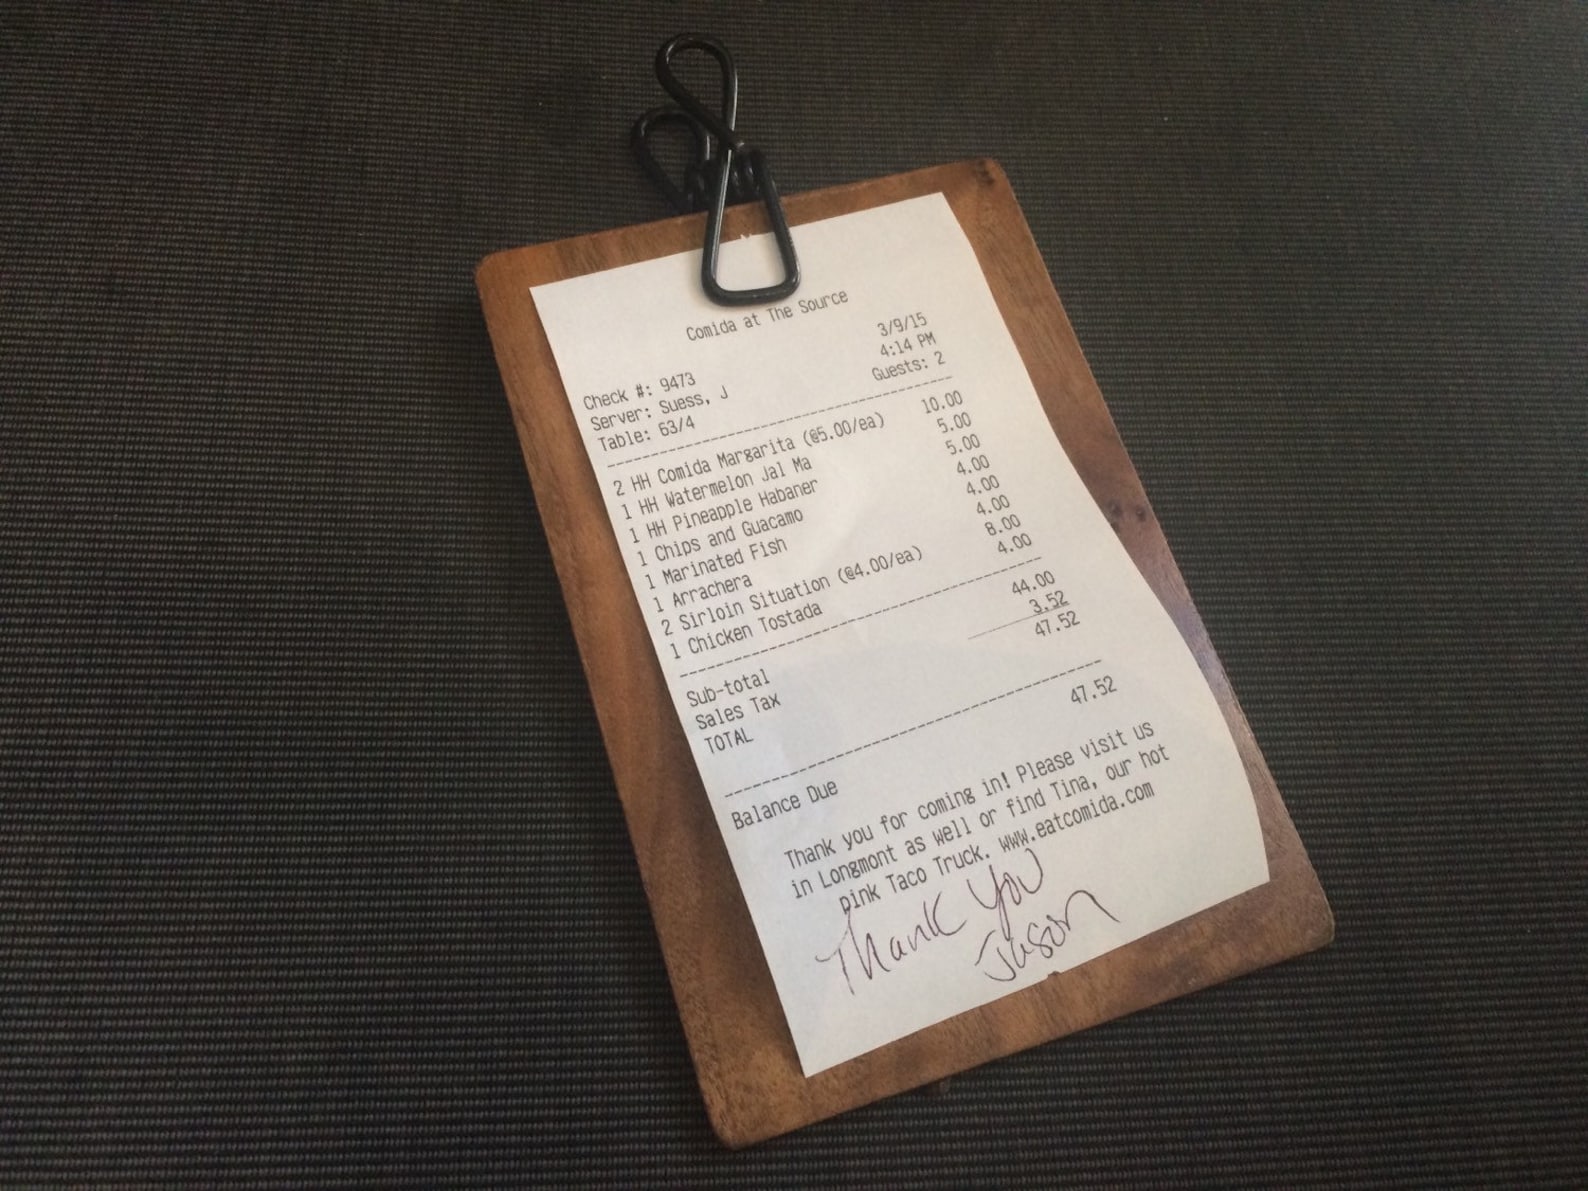 Comida at The Source
3/9/15
4:14 PM
Check #: 9473
Server: Suess, J
Guests: 2
Table: 63/4
2 HH Comida Margarita (@5.00/ea) 10.00
1 HH Watermelon Jal Ma 5.00
1 HH Pineapple Habaner 5.00
1 Chips and Guacamo 4.00
1 Marinated Fish 4.00
1 Arrachera 4.00
2 Sirloin Situation (@4.00/ea) 8.00
1 Chicken Tostada 4.00
Sub-total 44.00
Sales Tax 3.52
TOTAL 47.52
Balance Due 47.52
Thank you for coming in! Please visit us
in Longmont as well or find Tina, our hot
pink Taco Truck. www.eatcomida.com
Thank You
Jason